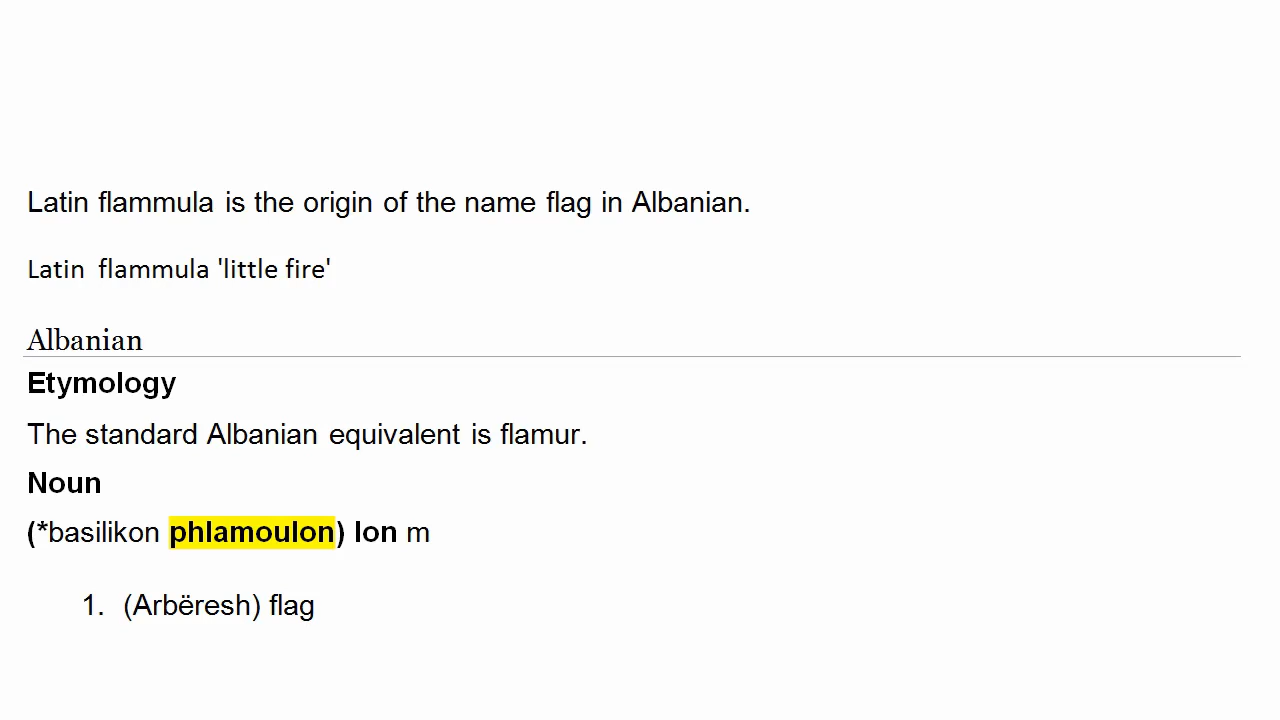 Latin flammula is the origin of the name flag in Albanian.
Latin flammula 'little fire'
Albanian
Etymology
The standard Albanian equivalent is flamur.
Noun
(*basilikon phlamoulon) lon m
1. (Arbëresh) flag